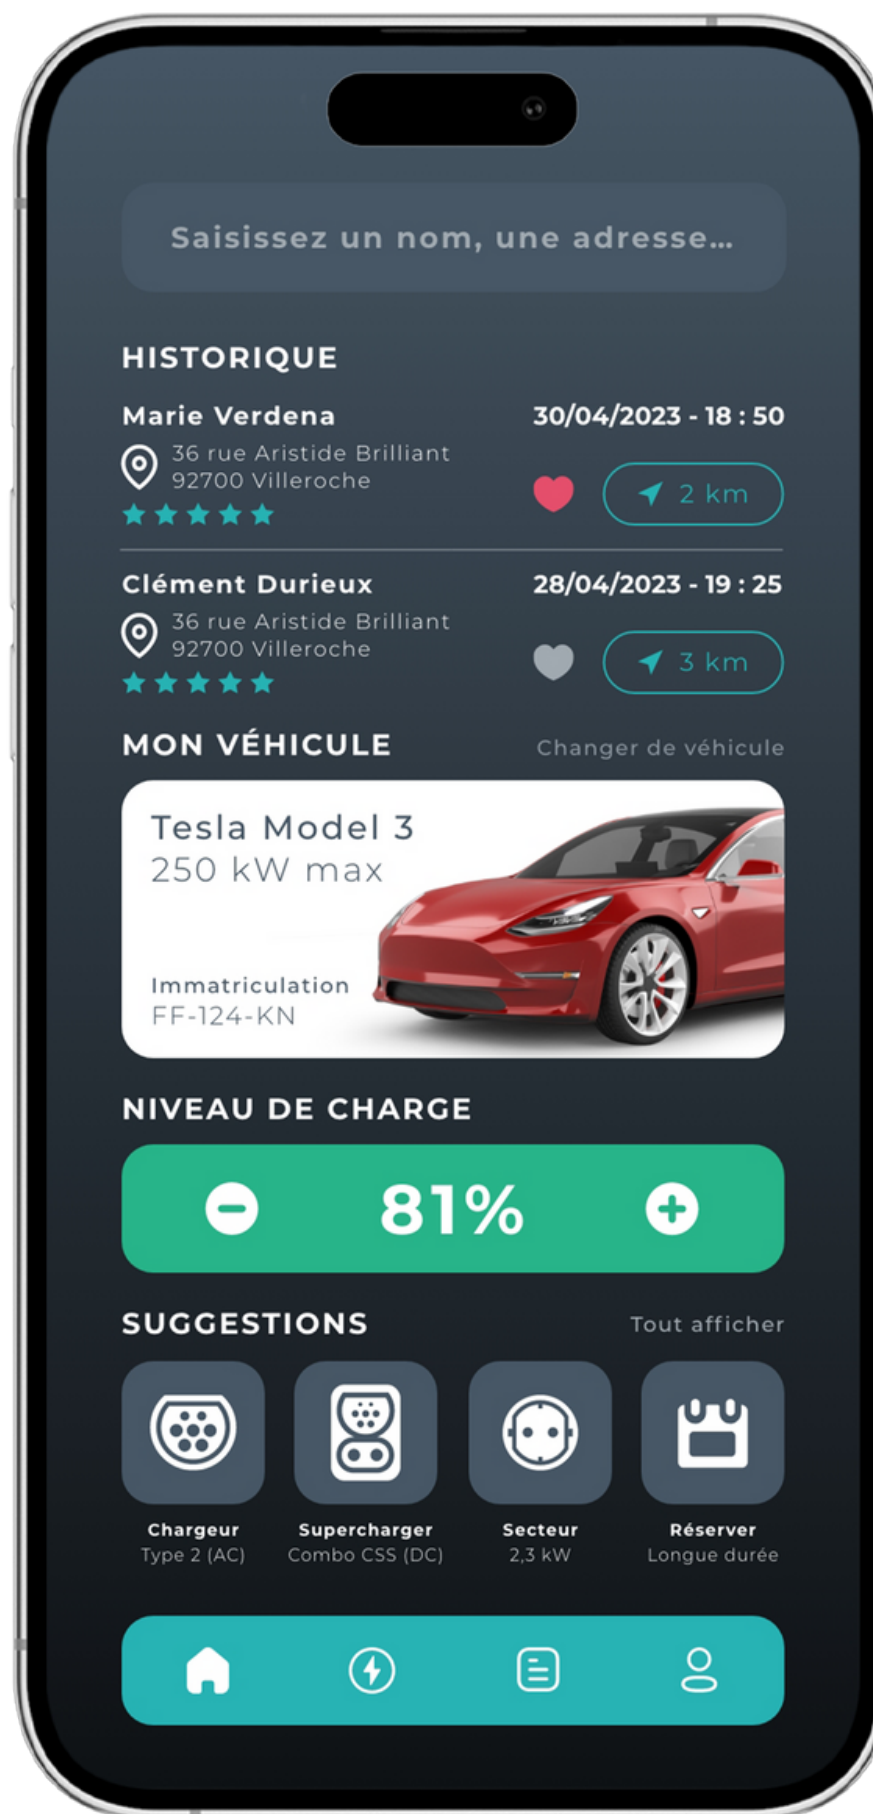 Saisissez un nom, une adresse...
HISTORIQUE
Marie Verdena
30/04/2023 - 18 : 50
36 rue Aristide Brilliant
92700 Villeroche
2 km
Clément Durieux
28/04/2023 - 19 : 25
36 rue Aristide Brilliant
92700 Villeroche
3 km
MON VÉHICULE
Changer de véhicule
Tesla Model 3
250 kW max
Immatriculation
FF-124-KN
NIVEAU DE CHARGE
81%
SUGGESTIONS
Tout afficher
Chargeur
Type 2 (AC)
Supercharger
Combo CSS (DC)
Secteur
2,3 kW
Réserver
Longue durée